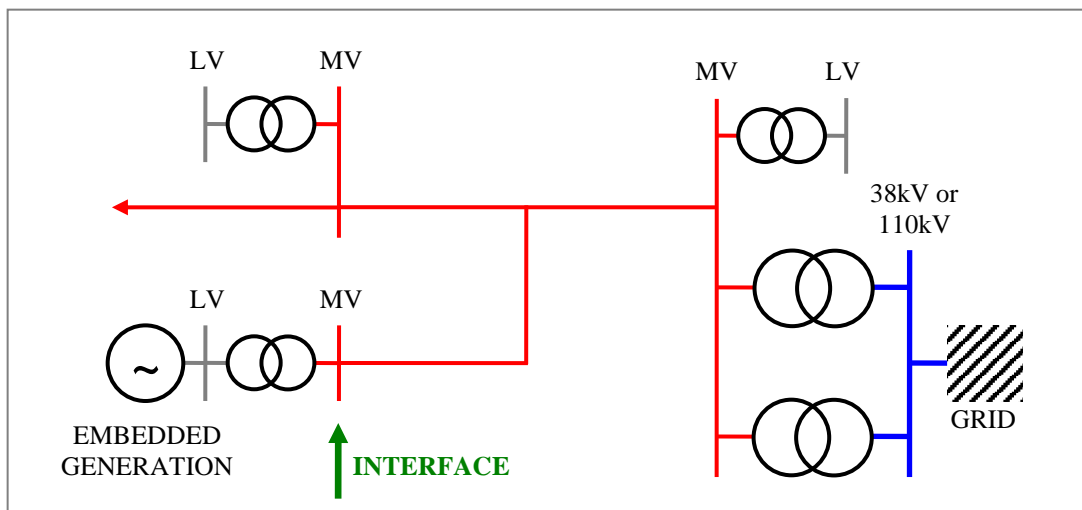 LV
MV
MV
LV
38kV or
110kV
LV
MV
~
EMBEDDED
GENERATION
INTERFACE
GRID